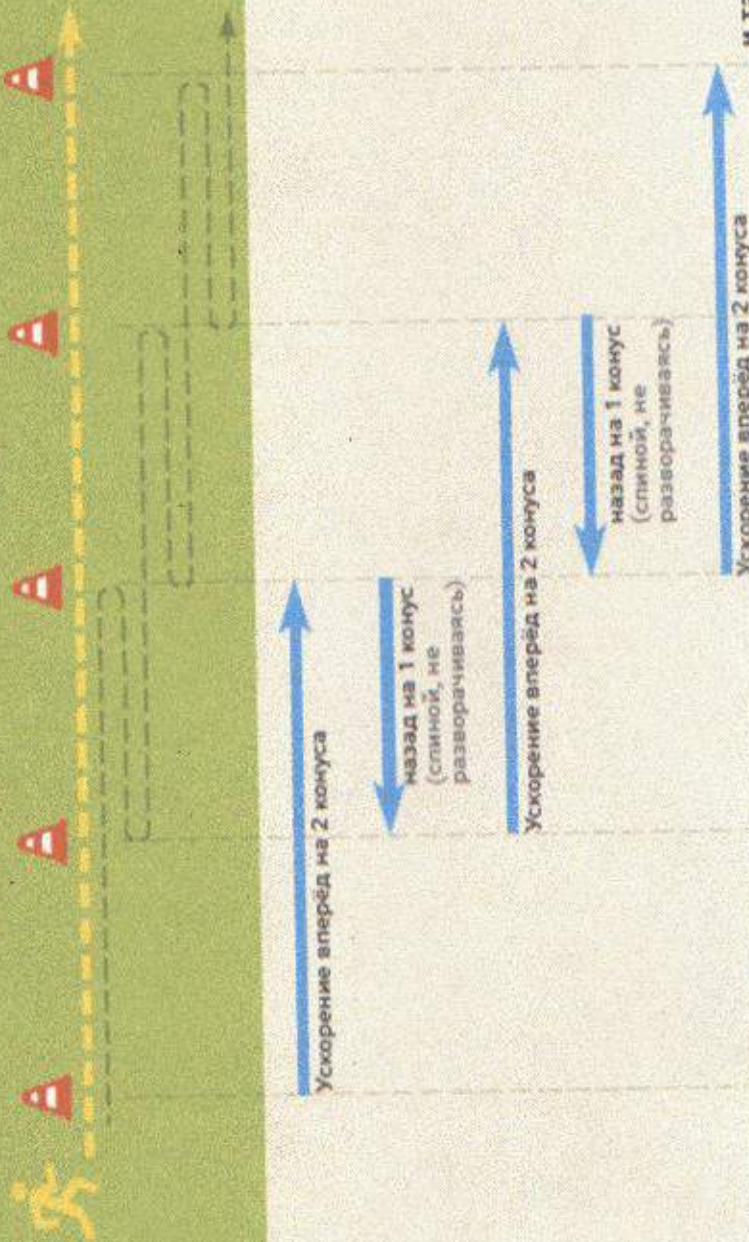 Ускорение вперёд на 2 конуса
назад на 1 конус
(спиной, не
разворачиваясь)
Ускорение вперёд на 2 конуса
назад на 1 конус
(спиной, не
разворачиваясь)
Ускорение вперёд на 2 конуса